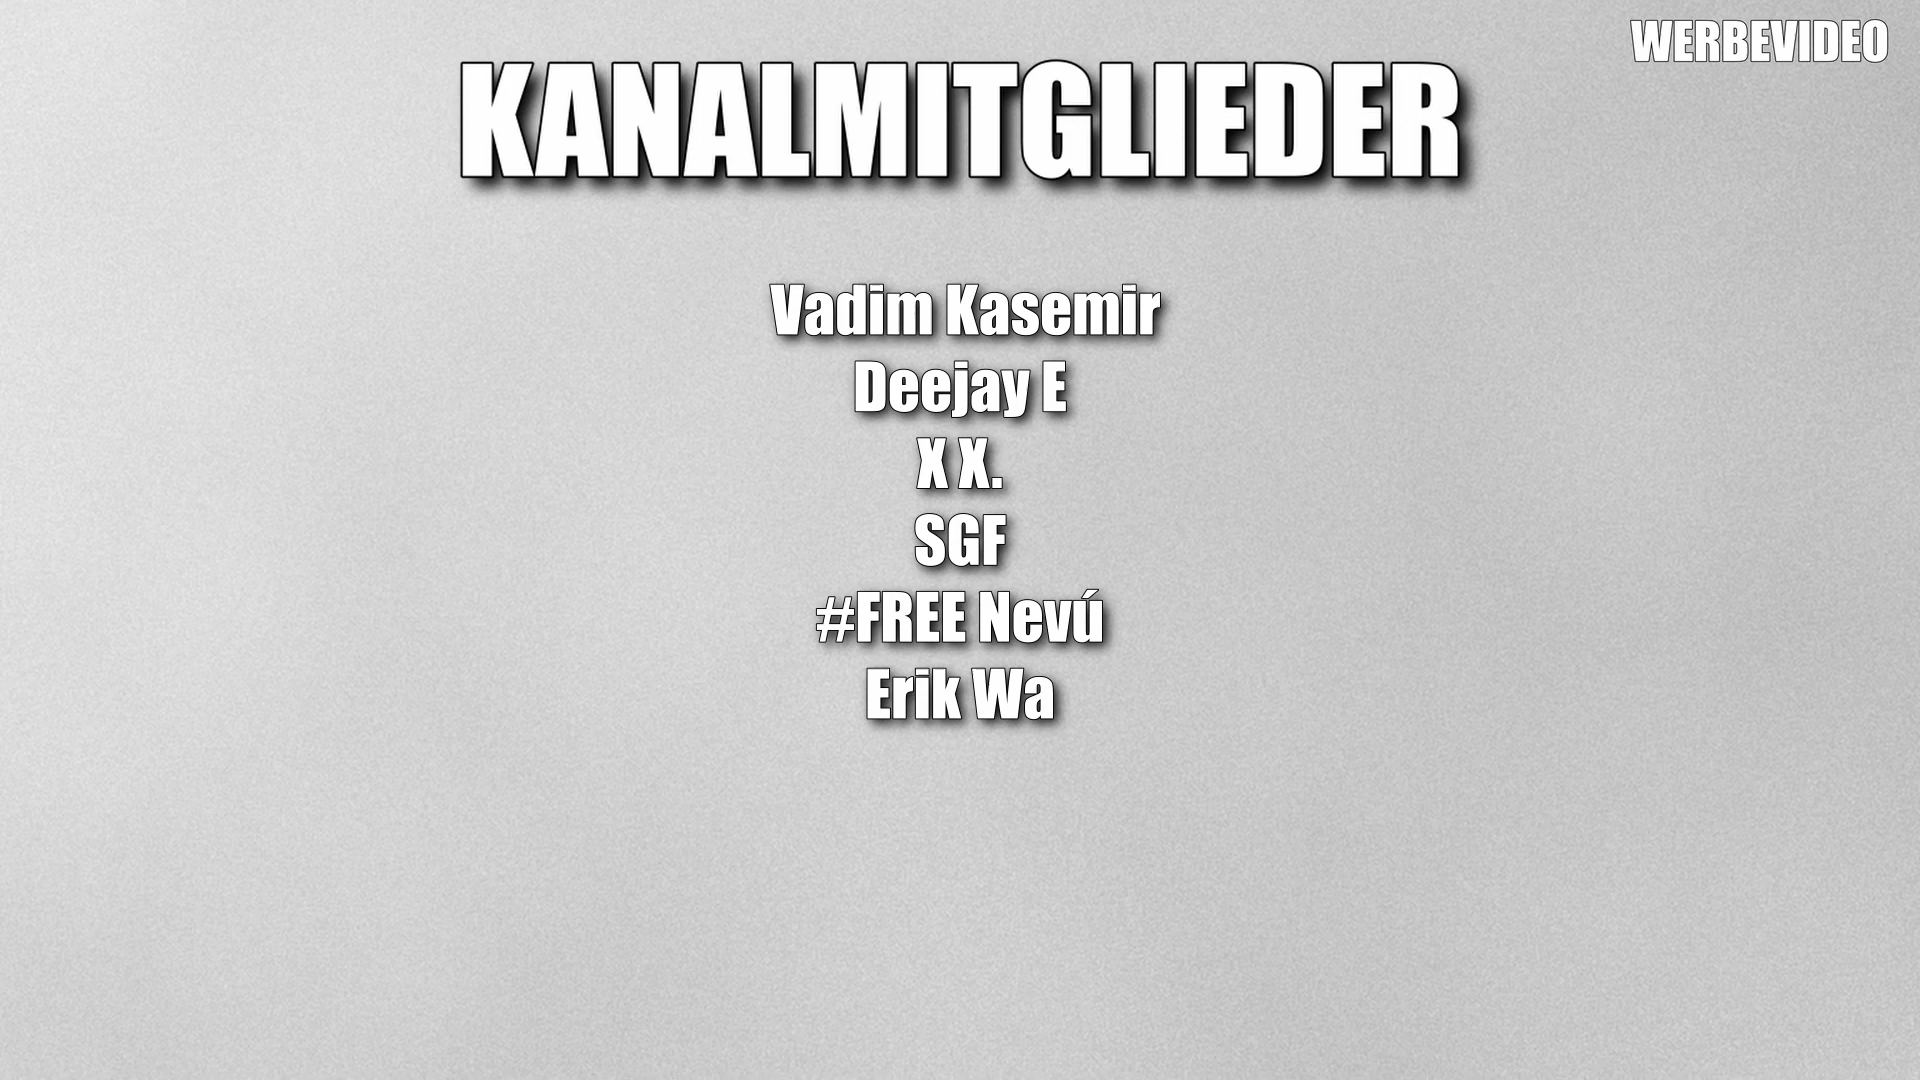 WERBEVIDEO
KANALMITGLIEDER
Vadim Kasemir
Deejay E
X X.
SGF
#FREE Nevú
Erik Wa